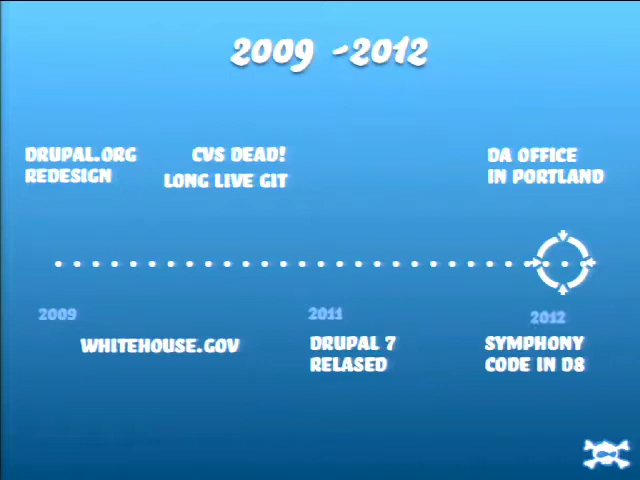 2009 -2012
DRUPAL.ORG
REDESIGN
CVS DEAD!
LONG LIVE GIT
DA OFFICE
IN PORTLAND
2009
2011
2012
WHITEHOUSE.GOV
DRUPAL 7
RELASED
SYMPHONY
CODE IN D8